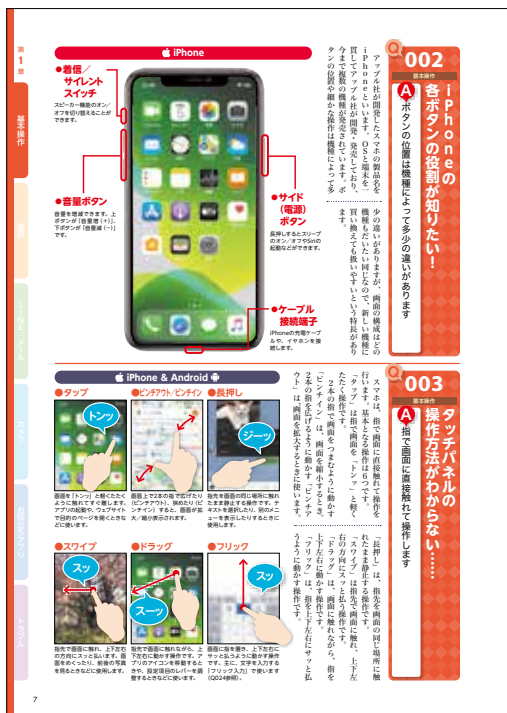 第
1
章
基本操作
LINE・メール
カメラ
お役立ちアプリ
トラブル
Q
002
基本操作
iPhoneの
各ボタンの役割が知りたい！
A
ボタンの位置は機種によって多少の違いがあります
アップル社が開発したスマホの製品名を
iPhoneといいます。OSと端末を一
貫してアップル社が開発・発売しており、
今まで複数の機種が発売されています。ボ
タンの位置や細かな操作は機種によって多
少の違いがありますが、画面の構成はどの
機種もだいたい同じなので、新しい機種に
買い換えても扱いやすいという特長があり
ます。
iPhone
●着信／
サイレント
スイッチ
スピーカー機能のオン／
オフを切り替えることが
できます。
●音量ボタン
音量を増減できます。上
ボタンが「音量増（＋）」、
下ボタンが「音量減（−）」
です。
●サイド
（電源）
ボタン
長押しするとスリープ
のオン／オフやSiriの
起動などができます。
●ケーブル
接続端子
iPhoneの充電ケーブ
ルや、イヤホンを接
続します。
Q
003
基本操作
タッチパネルの
操作方法がわからない……
A
指で画面に直接触れて操作します
スマホは、指で画面に直接触れて操作を
行います。基本となる操作は6つです。
「タップ」は指で画面を「トンッ」と軽く
たたく操作です。
2本の指で画面をつまむように動かす
「ピンチイン」は、画面を縮小するとき、
2本の指を広げるように動かす「ピンチア
ウト」は、画面を拡大するときに使います。
「長押し」は、指先を画面の同じ場所に触
れたまま静止する操作です。
「スワイプ」は指先で画面に触れ、上下左
右の方向にスッと払う操作です。
「ドラッグ」は、画面に触れながら、指を
上下左右に動かす操作です。
「フリック」は、指を上下左右にサッと払
うように動かす操作です。
iPhone & Android
●タップ
トンッ
画面を「トンッ」と軽くたたく
ように触れてすぐ離します。
アプリの起動や、ウェブサイト
で目的のページを開くときな
どに使います。
●ピンチアウト／ピンチイン
画面上で2本の指で広げたり
（ピンチアウト）、狭めたり（ピ
ンチイン）すると、画面が拡
大／縮小表示されます。
●長押し
ジーッ
指先を画面の同じ場所に触れ
たまま静止する操作です。テ
キストを選択したり、別のメニ
ューを表示したりするときに
使用します。
●スワイプ
スッ
指先で画面に触れ、上下左右
の方向にスッと払います。画
面をめくったり、前後の写真
を見るときなどに使用します。
●ドラッグ
スーッ
指先で画面に触れながら、上
下左右に動かす操作です。ア
プリのアイコンを移動するとき
や、設定項目のレバーを調
整するときなどに使います。
●フリック
スッ
画面に指を置き、上下左右に
サッと払うように動かす操作
です。主に、文字を入力する
「フリック入力」で使います
（Q024参照）。
7